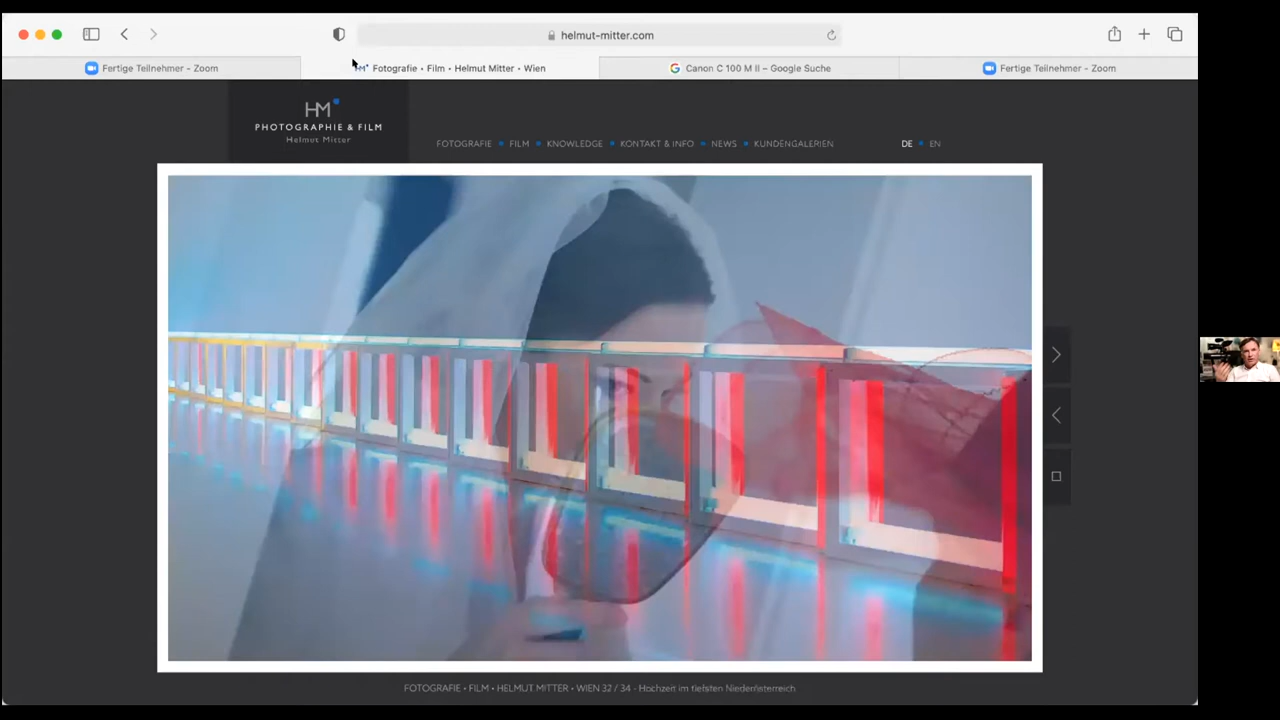 helmut-mitter.com
Fertige Teilnehmer - Zoom
Fotografie • Film • Helmut Mitter • Wien
Canon C 100 M II – Google Suche
Fertige Teilnehmer - Zoom
HM
PHOTOGRAPHIE & FILM
Helmut Mitter
FOTOGRAFIE FILM KNOWLEDGE KONTAKT & INFO NEWS KUNDENGALERIEN DE EN
FOTOGRAFIE • FILM • HELMUT MITTER • WIEN 32 / 34 - Hochzeit im tiefsten Niederösterreich